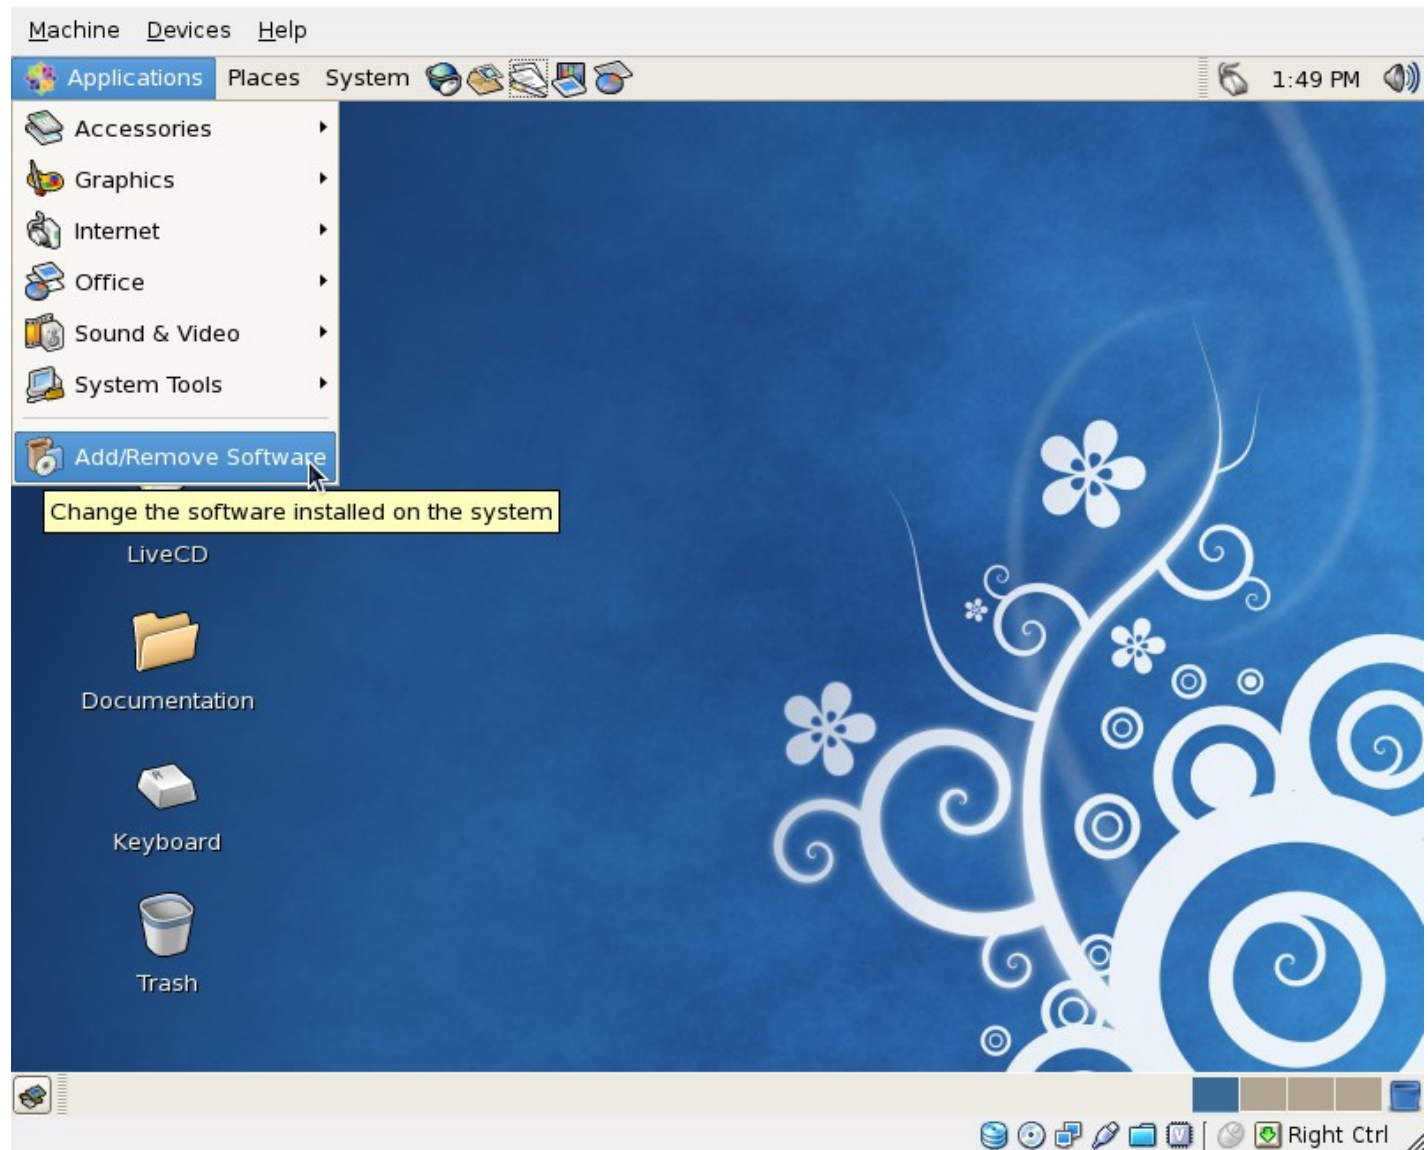 Machine Devices Help
Applications Places System 1:49 PM
Accessories
Graphics
Internet
Office
Sound & Video
System Tools
Add/Remove Software
Change the software installed on the system
LiveCD
Documentation
Keyboard
Trash
Right Ctrl